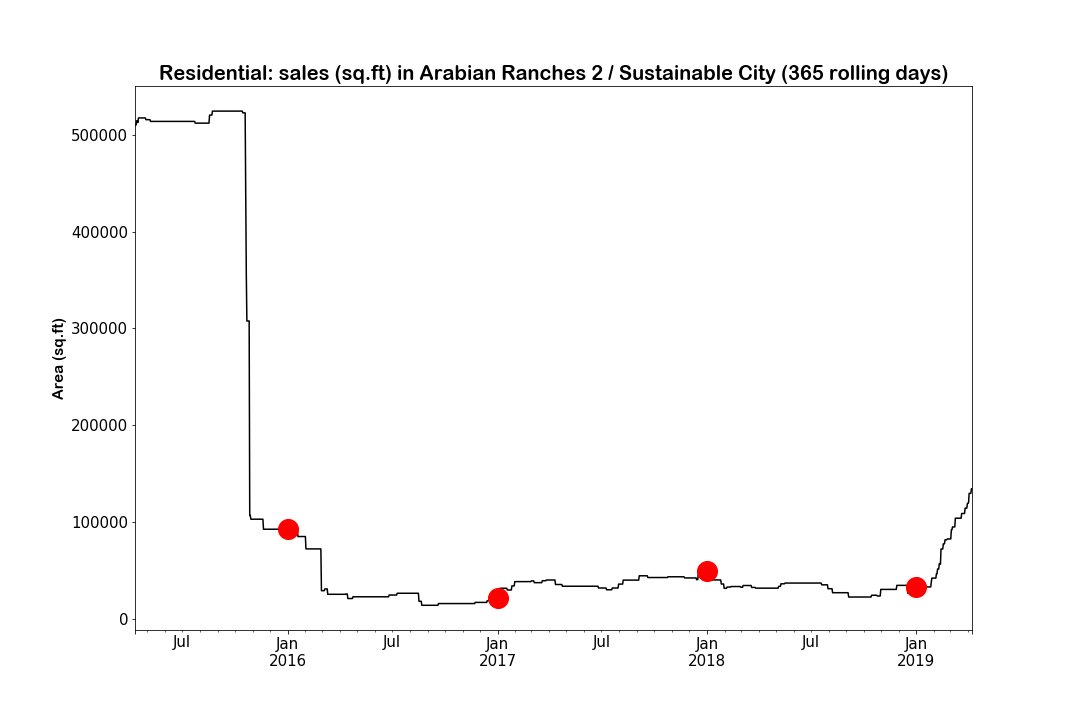 Residential: sales (sq.ft) in Arabian Ranches 2 / Sustainable City (365 rolling days)
500000
400000
300000
200000
100000
0
Area (sq.ft)
Jul
Jan
2016
Jul
Jan
2017
Jul
Jan
2018
Jul
Jan
2019